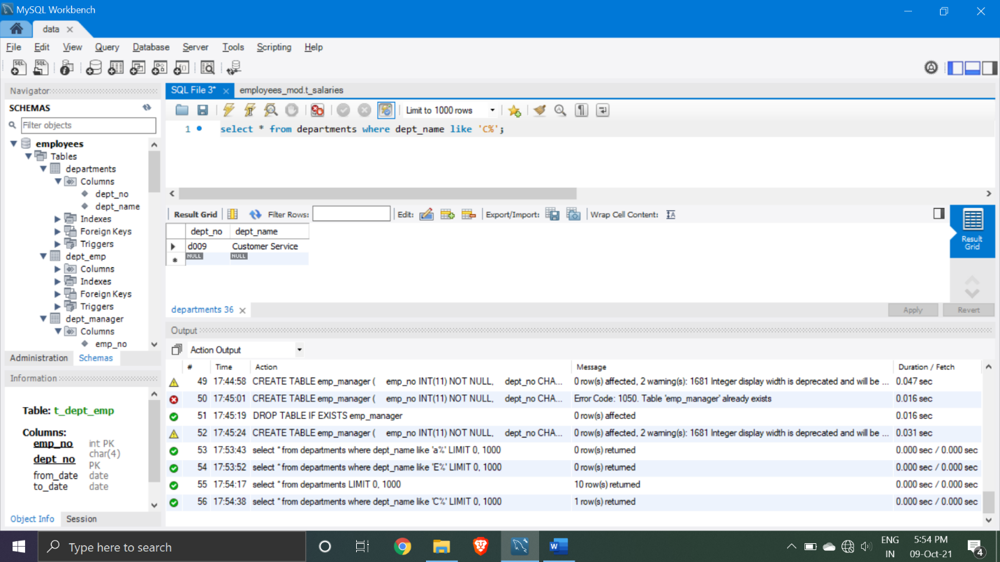 MySQL Workbench
data
File Edit View Query Database Server Tools Scripting Help
Navigator
SCHEMAS
Filter objects
employees
Tables
departments
Columns
dept_no
dept_name
Indexes
Foreign Keys
Triggers
dept_emp
Columns
Indexes
Foreign Keys
Triggers
dept_manager
Columns
emp_no
Administration Schemas
Information
Table: t_dept_emp
Columns:
emp_no int PK
dept_no char(4) PK
from_date date
to_date date
Object Info Session
SQL File 3* employees_mod.t_salaries
Limit to 1000 rows
1 select * from departments where dept_name like 'C%';
Result Grid Filter Rows: Edit: Export/Import: Wrap Cell Content:
dept_no dept_name
d009 Customer Service
NULL NULL
Result Grid
departments 36 Apply Revert
Output
Action Output
# Time Action Message Duration / Fetch
49 17:44:58 CREATE TABLE emp_manager ( emp_no INT(11) NOT NULL, dept_no CHA... 0 row(s) affected, 2 warning(s): 1681 Integer display width is deprecated and will be ... 0.047 sec
50 17:45:01 CREATE TABLE emp_manager ( emp_no INT(11) NOT NULL, dept_no CHA... Error Code: 1050. Table 'emp_manager' already exists 0.016 sec
51 17:45:19 DROP TABLE IF EXISTS emp_manager 0 row(s) affected 0.016 sec
52 17:45:24 CREATE TABLE emp_manager ( emp_no INT(11) NOT NULL, dept_no CHA... 0 row(s) affected, 2 warning(s): 1681 Integer display width is deprecated and will be ... 0.031 sec
53 17:53:43 select * from departments where dept_name like 'a%' LIMIT 0, 1000 0 row(s) returned 0.000 sec / 0.000 sec
54 17:53:52 select * from departments where dept_name like 'E%' LIMIT 0, 1000 0 row(s) returned 0.000 sec / 0.000 sec
55 17:54:17 select * from departments LIMIT 0, 1000 10 row(s) returned 0.000 sec / 0.000 sec
56 17:54:38 select * from departments where dept_name like 'C%' LIMIT 0, 1000 1 row(s) returned 0.000 sec / 0.000 sec
Type here to search
ENG
IN
5:54 PM
09-Oct-21
4